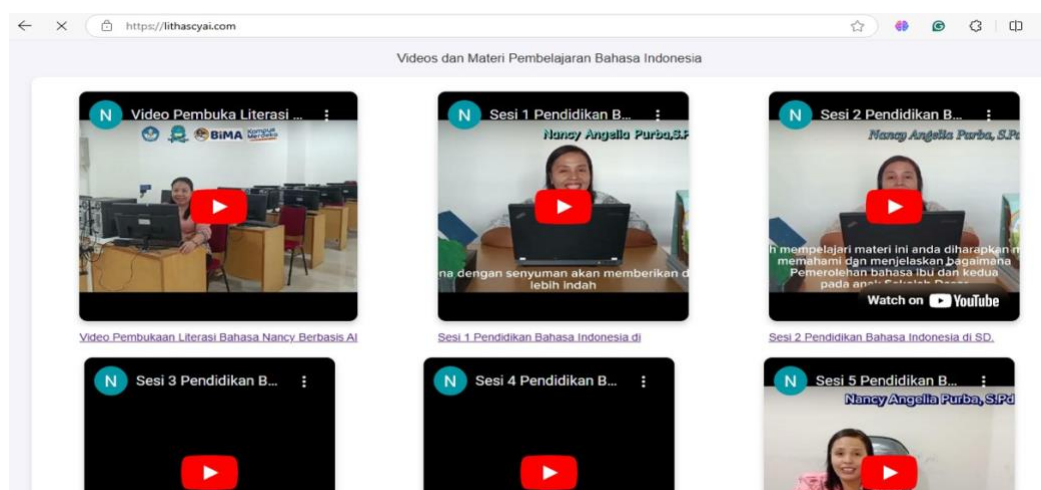 https://lithascyai.com
Videos dan Materi Pembelajaran Bahasa Indonesia
N Video Pembuka Literasi ...
BIMA
N Sesi 1 Pendidikan B...
Nancy Angelia Purba,S.P
na dengan senyuman akan memberikan d
lebih indah
N Sesi 2 Pendidikan B...
Nancy Angelia Purba, S.Pd
h mempelajari materi ini anda diharapkan m
memahami dan menjelaskan bagaimana
Pemerolehan bahasa ibu dan kedua
pada anak Sekolah Dasar
Watch on YouTube
Video Pembukaan Literasi Bahasa Nancy Berbasis AI
Sesi 1 Pendidikan Bahasa Indonesia di
Sesi 2 Pendidikan Bahasa Indonesia di SD.
N Sesi 3 Pendidikan B...
N Sesi 4 Pendidikan B...
N Sesi 5 Pendidikan B...
Nancy Angelia Purba, S.Pd